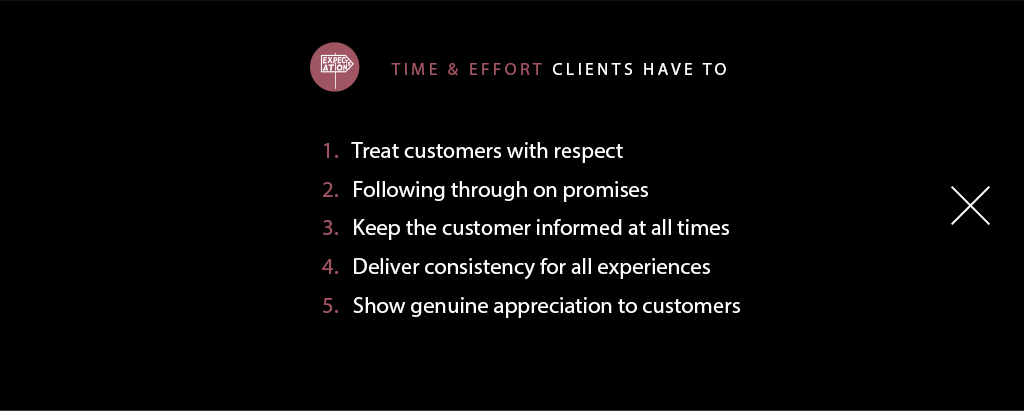 EXPECT
ATION
TIME & EFFORT CLIENTS HAVE TO
1. Treat customers with respect
2. Following through on promises
3. Keep the customer informed at all times
4. Deliver consistency for all experiences
5. Show genuine appreciation to customers